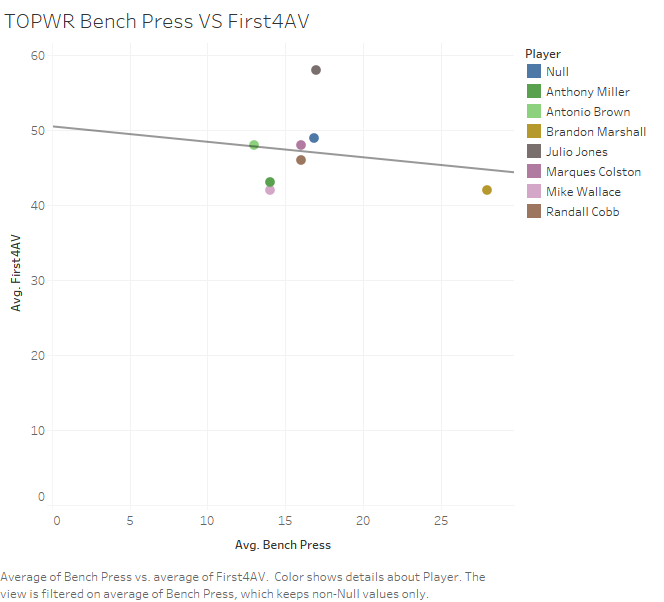 TOPWR Bench Press VS First4AV
60
50
40
30
20
10
0
Avg. First4AV
0 5 10 15 20 25
Avg. Bench Press
Player
Null
Anthony Miller
Antonio Brown
Brandon Marshall
Julio Jones
Marques Colston
Mike Wallace
Randall Cobb
Average of Bench Press vs. average of First4AV. Color shows details about Player. The
view is filtered on average of Bench Press, which keeps non-Null values only.